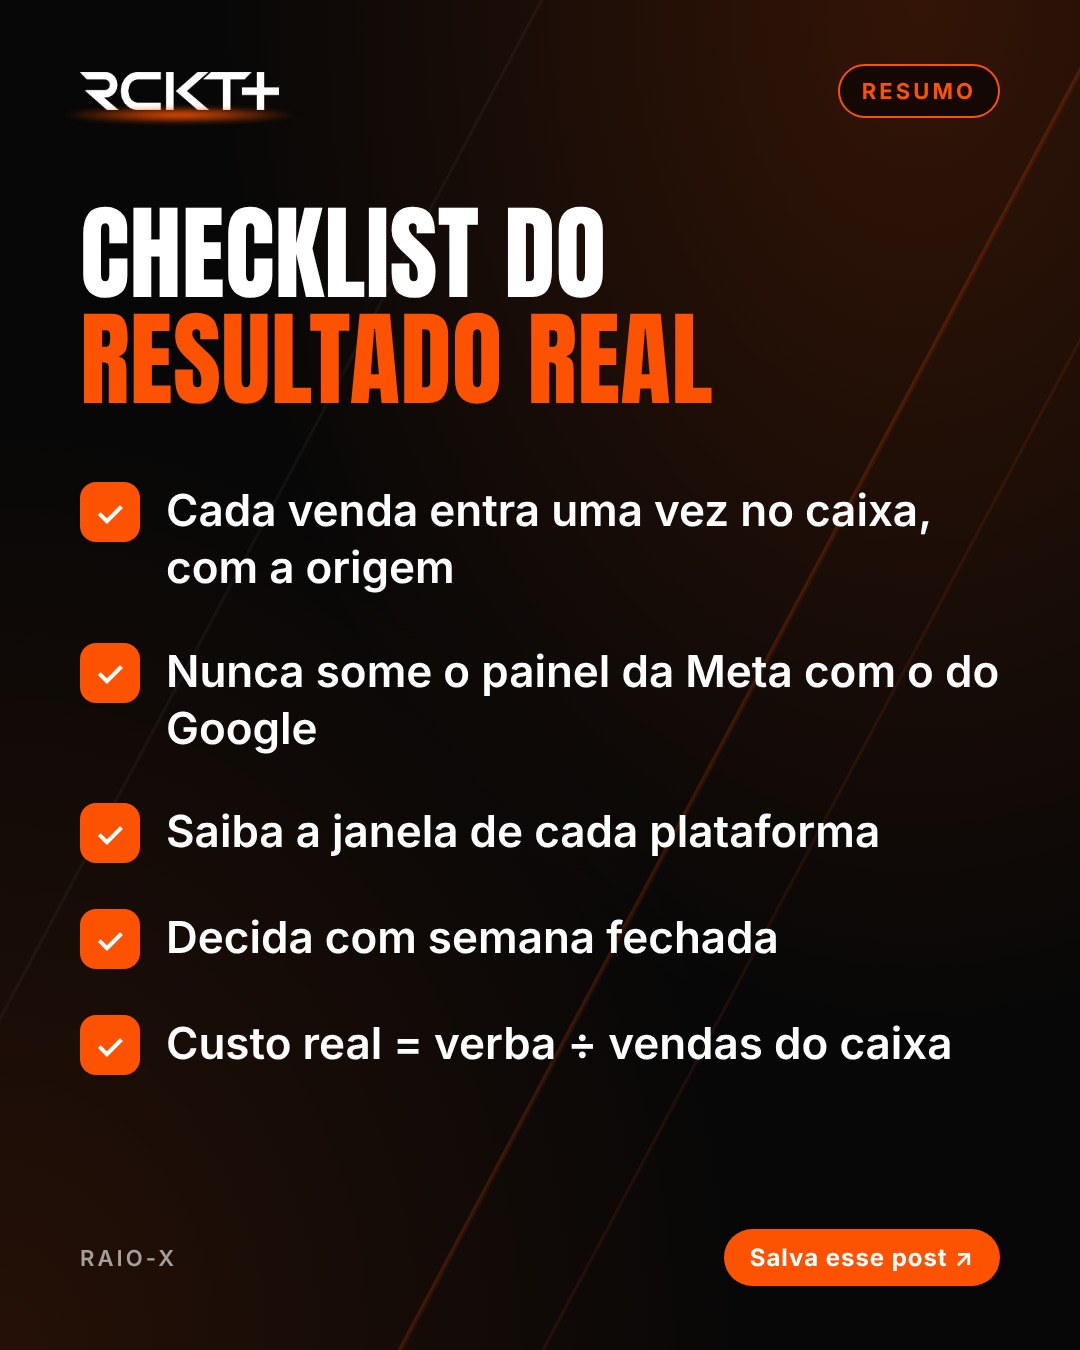 RCKT+
RESUMO
CHECKLIST DO
RESULTADO REAL
Cada venda entra uma vez no caixa,
com a origem
Nunca some o painel da Meta com o do
Google
Saiba a janela de cada plataforma
Decida com semana fechada
Custo real = verba ÷ vendas do caixa
RAIO-X
Salva esse post ↗